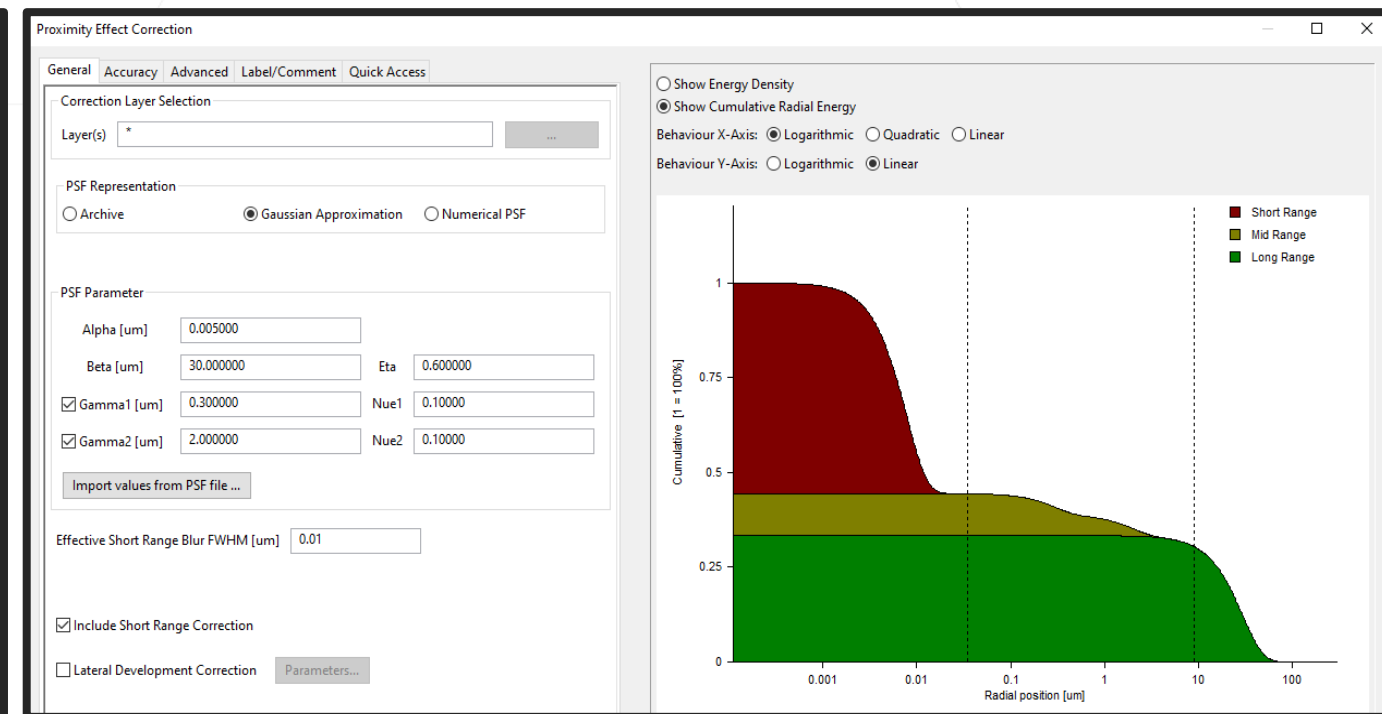 Proximity Effect Correction
General Accuracy Advanced Label/Comment Quick Access
Correction Layer Selection
Layer(s) * ...
PSF Representation
Archive Gaussian Approximation Numerical PSF
PSF Parameter
Alpha [um] 0.005000
Beta [um] 30.000000 Eta 0.600000
Gamma1 [um] 0.300000 Nue1 0.10000
Gamma2 [um] 2.000000 Nue2 0.10000
Import values from PSF file ...
Effective Short Range Blur FWHM [um] 0.01
Include Short Range Correction
Lateral Development Correction Parameters...
Show Energy Density
Show Cumulative Radial Energy
Behaviour X-Axis: Logarithmic Quadratic Linear
Behaviour Y-Axis: Logarithmic Linear
Short Range
Mid Range
Long Range
Cumulative [1 = 100%]
1
0.75
0.5
0.25
0
0.001 0.01 0.1 1 10 100
Radial position [um]